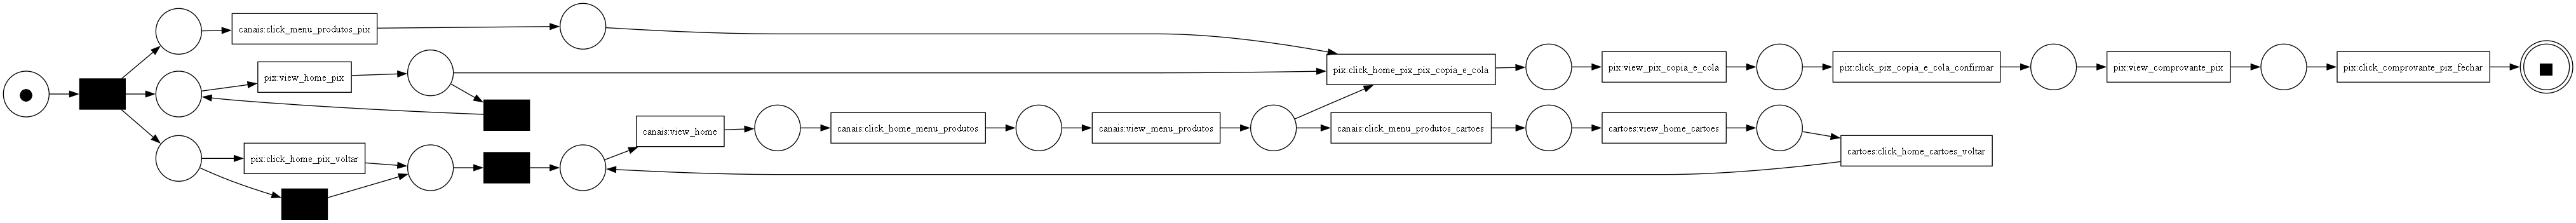 canais:click_menu_produtos_pix
pix:view_home_pix
pix:click_home_pix_pix_copia_e_cola
pix:view_pix_copia_e_cola
pix:click_pix_copia_e_cola_confirmar
pix:view_comprovante_pix
pix:click_comprovante_pix_fechar
canais:view_home
canais:click_home_menu_produtos
canais:view_menu_produtos
canais:click_menu_produtos_cartoes
cartoes:view_home_cartoes
cartoes:click_home_cartoes_voltar
pix:click_home_pix_voltar